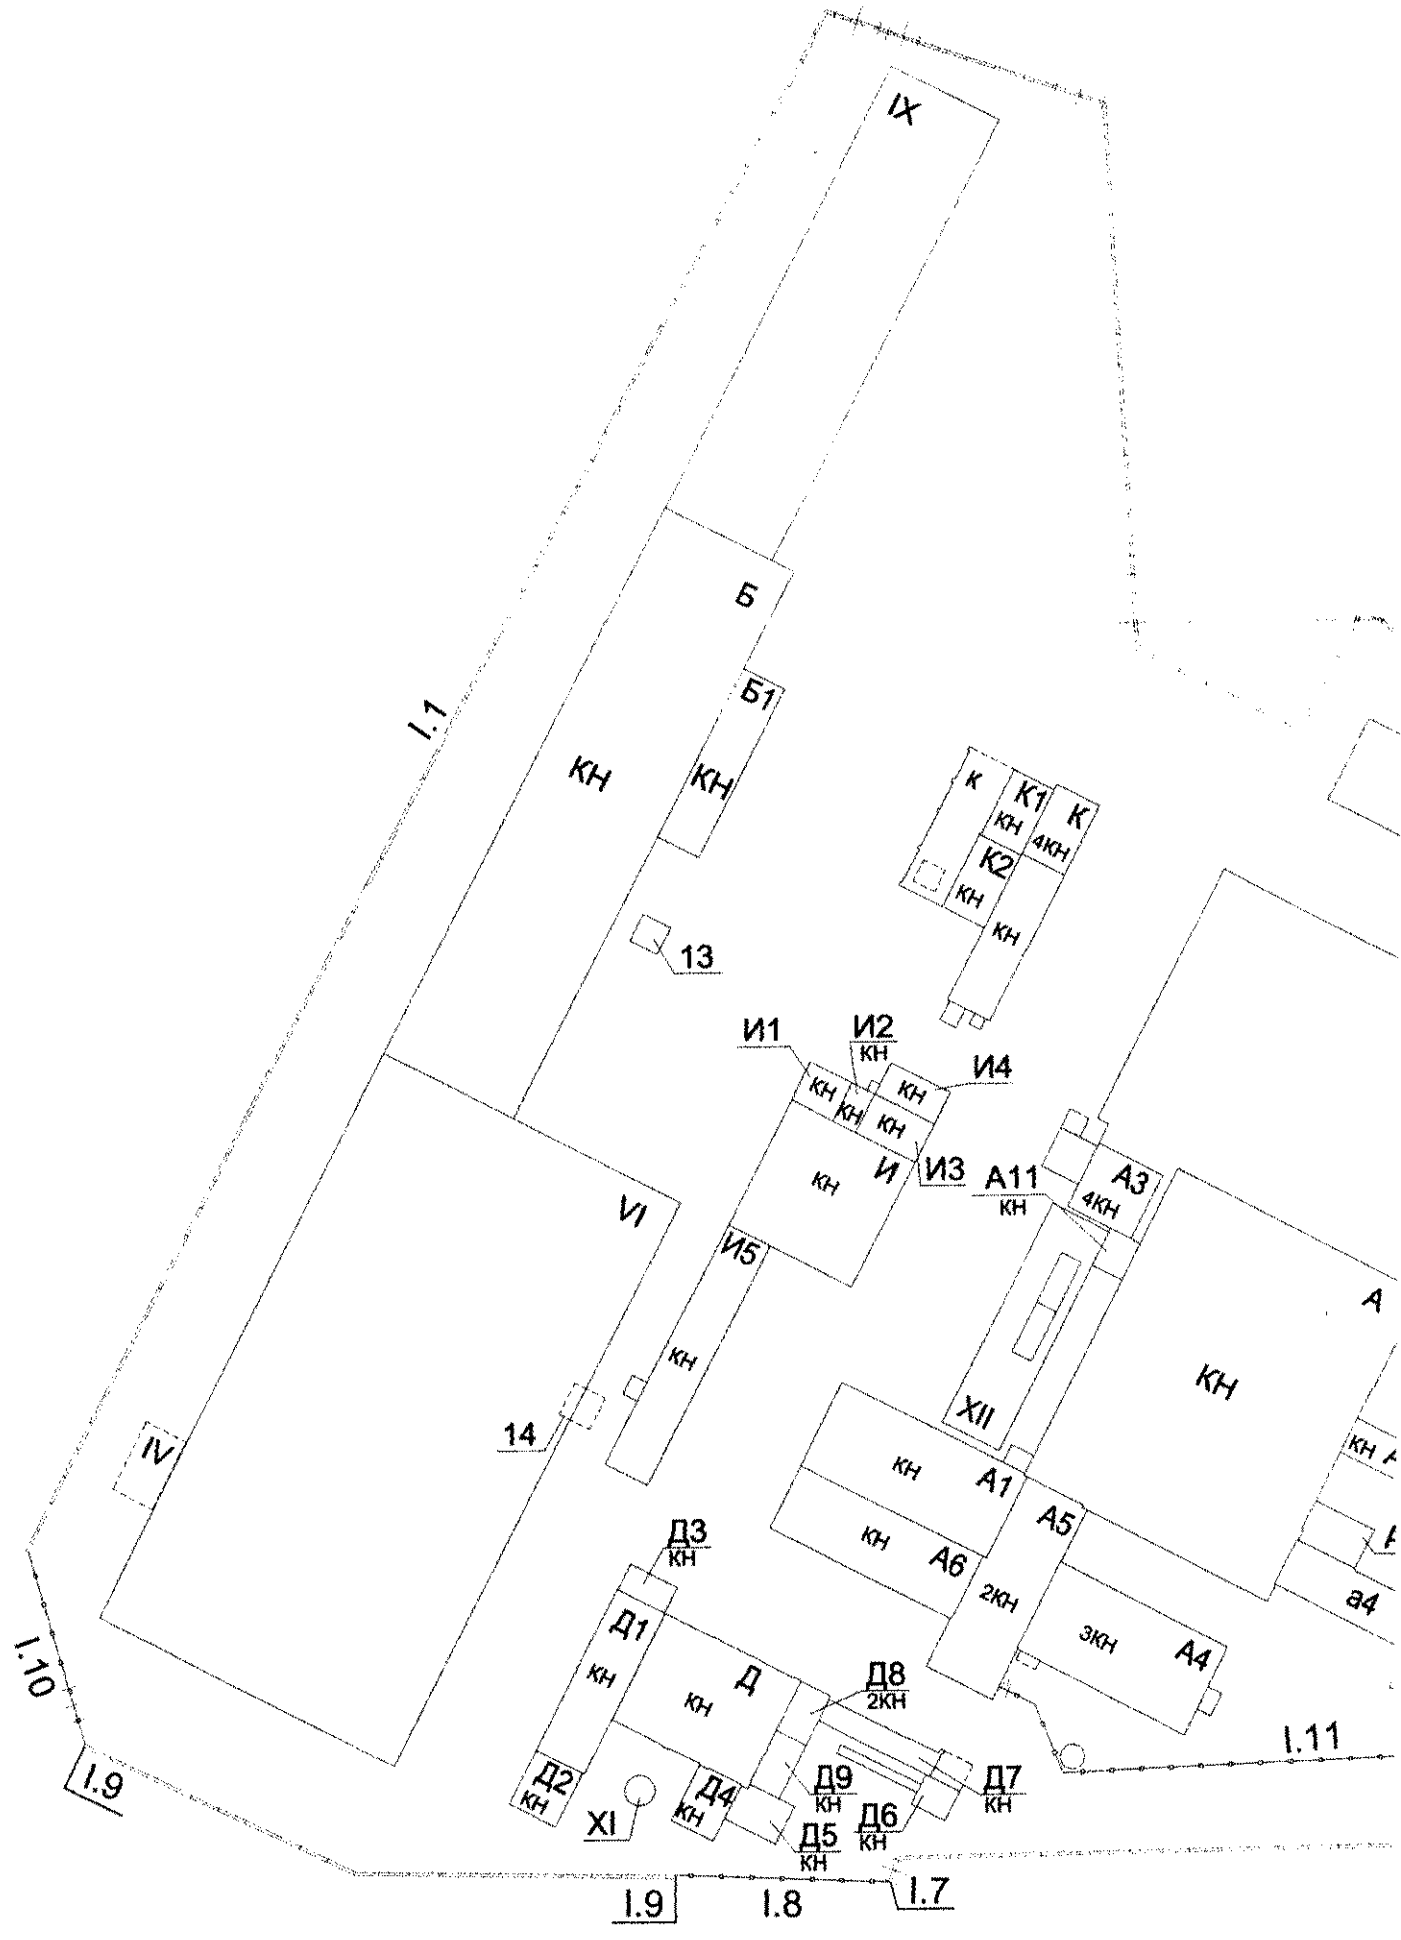 IX
Б
Б1
I.1
КН
КН
К
К1
КН
К
4КН
К2
КН
КН
13
И1
И2
КН
И4
КН
КН
КН
КН
И3
И
КН
А11
КН
А3
4КН
VI
И5
КН
А
КН
XII
14
IV
КН
А1
КН
А5
КН
А6
2КН
Д3
КН
а4
Д1
КН
3КН
А4
Д
КН
Д8
2КН
I.10
I.11
I.9
Д2
КН
XI
Д4
КН
Д9
КН
Д7
КН
Д6
КН
Д5
КН
I.9
I.8
I.7